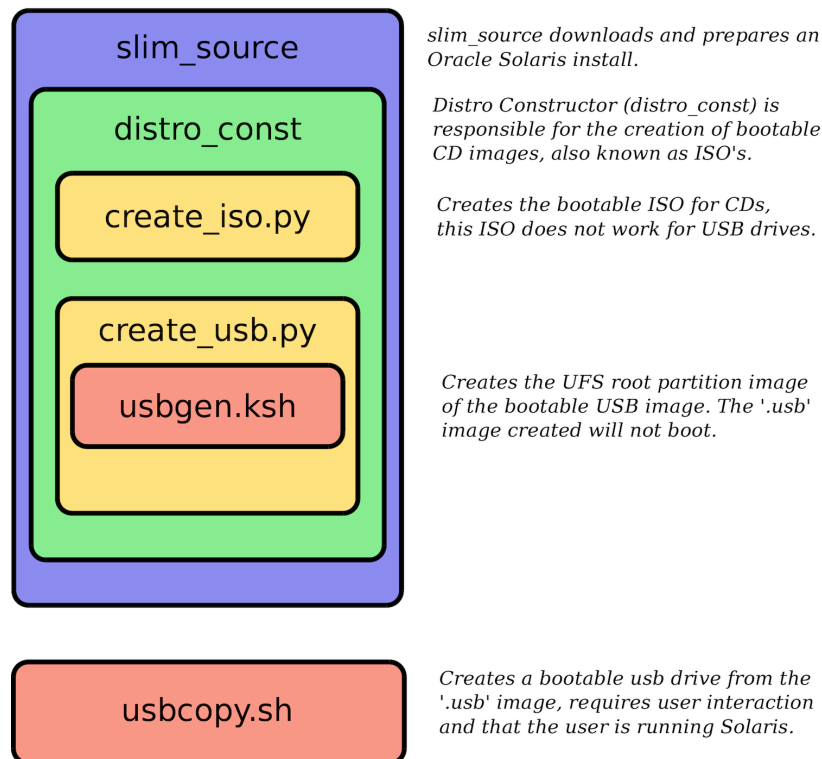 slim_source
slim_source downloads and prepares an
Oracle Solaris install.
distro_const
Distro Constructor (distro_const) is
responsible for the creation of bootable
CD images, also known as ISO's.
create_iso.py
Creates the bootable ISO for CDs,
this ISO does not work for USB drives.
create_usb.py
usbgen.ksh
Creates the UFS root partition image
of the bootable USB image. The '.usb'
image created will not boot.
usbcopy.sh
Creates a bootable usb drive from the
'.usb' image, requires user interaction
and that the user is running Solaris.